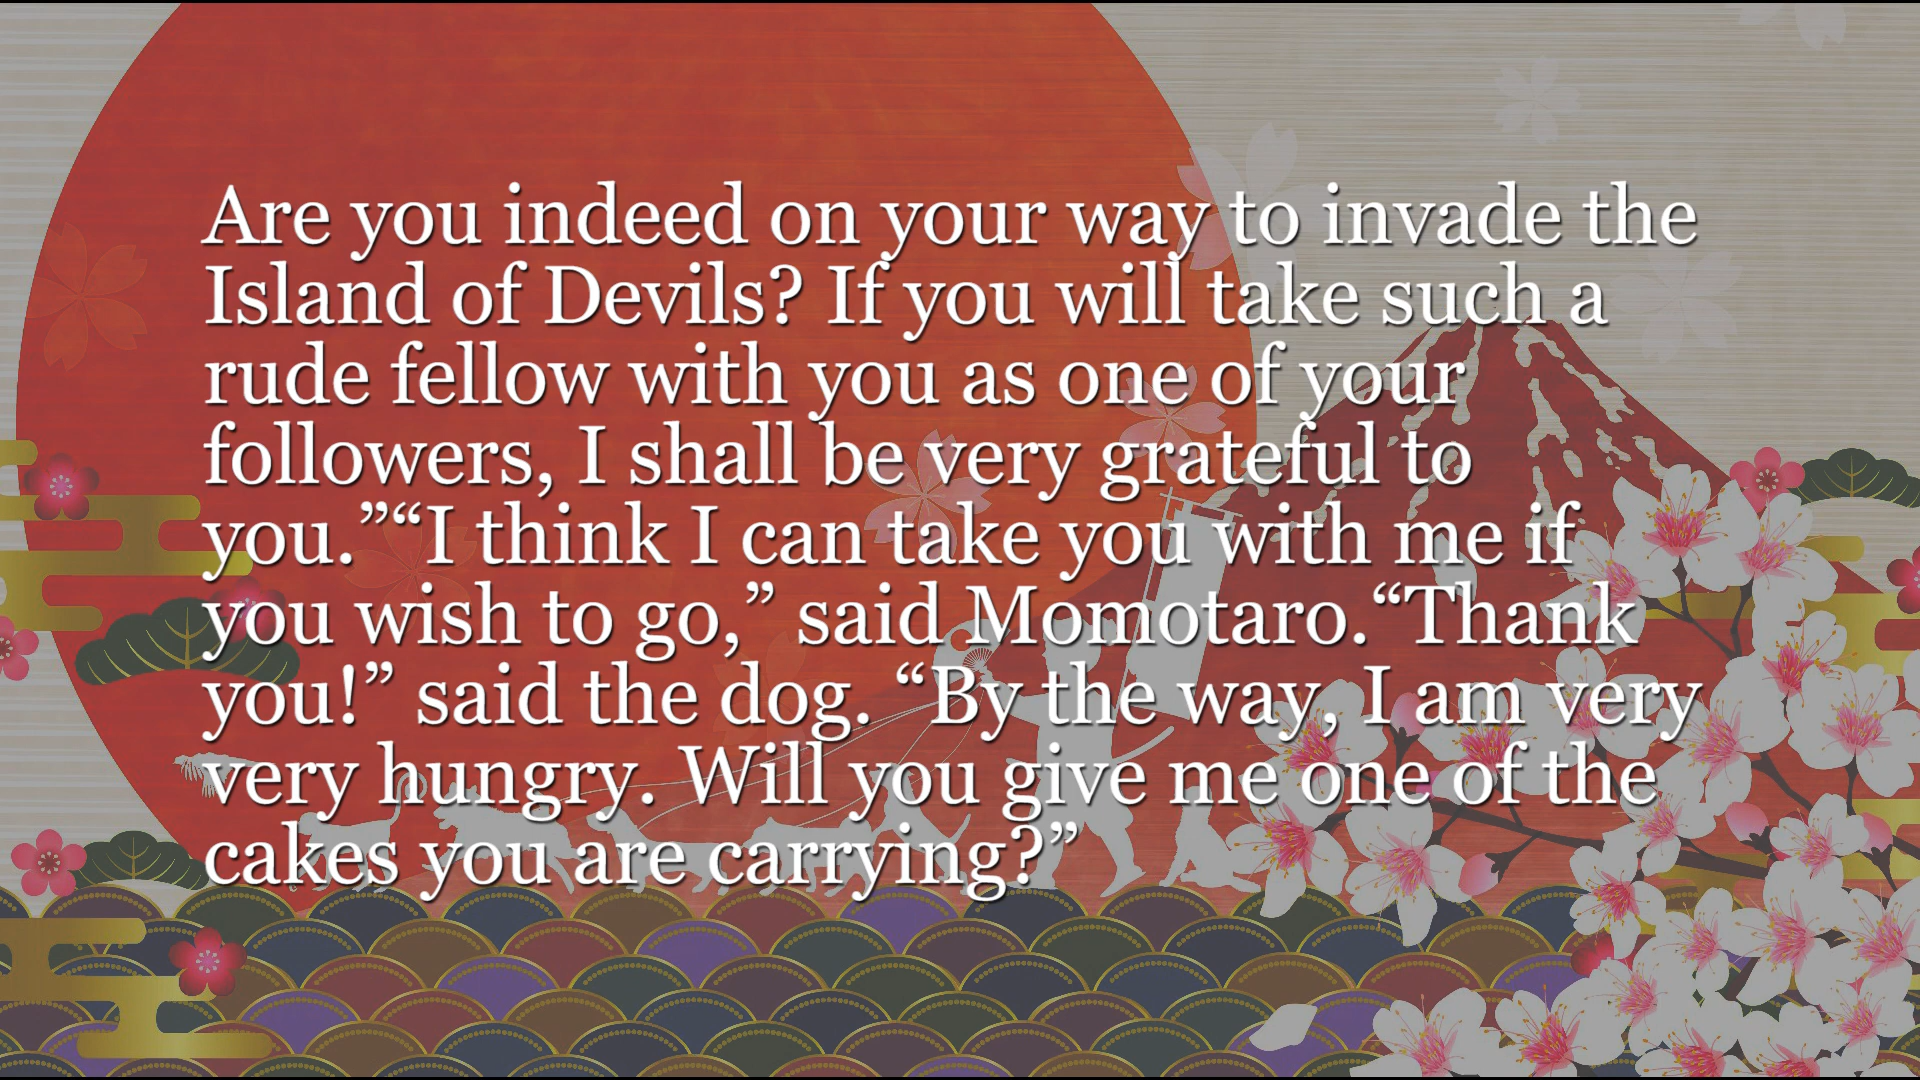 Are you indeed on your way to invade the
Island of Devils? If you will take such a
rude fellow with you as one of your
followers, I shall be very grateful to
you.”“I think I can take you with me if
you wish to go,” said Momotaro.“Thank
you!” said the dog. “By the way, I am very
very hungry. Will you give me one of the
cakes you are carrying?”